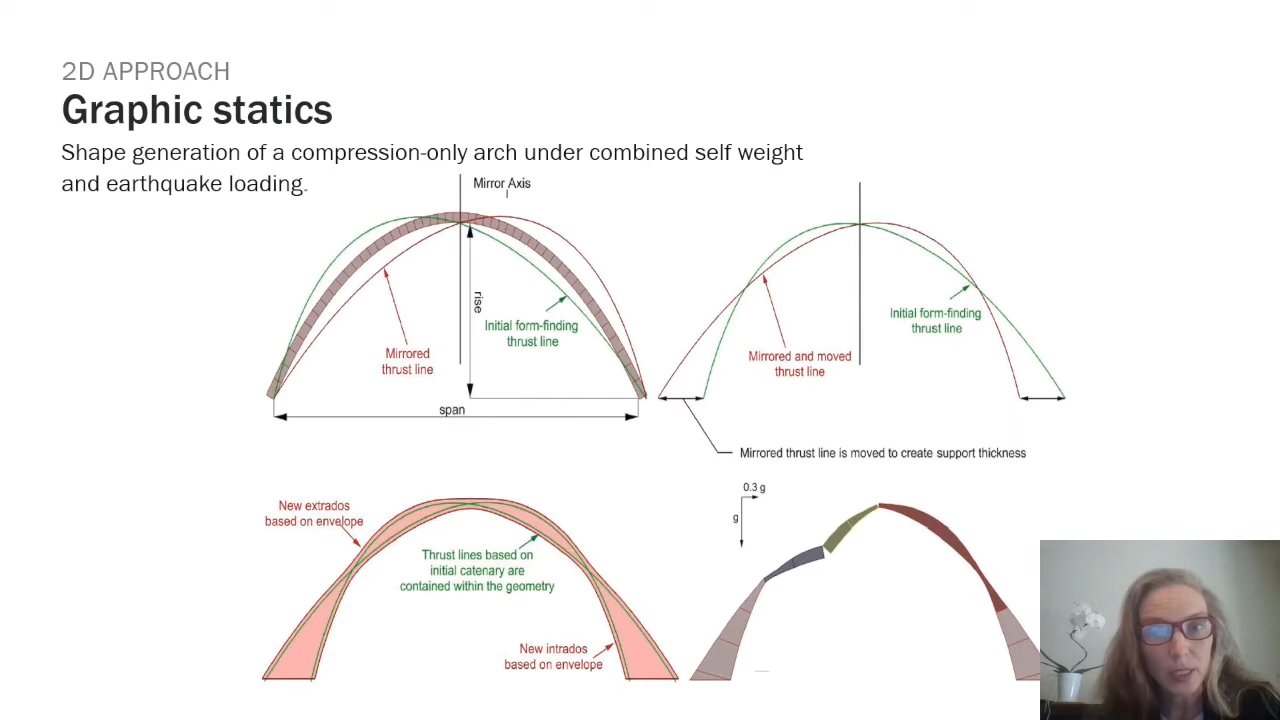 2D APPROACH
Graphic statics
Shape generation of a compression-only arch under combined self weight
and earthquake loading.
Mirror Axis
rise
Initial form-finding
thrust line
Mirrored
thrust line
span
Initial form-finding
thrust line
Mirrored and moved
thrust line
Mirrored thrust line is moved to create support thickness
New extrados
based on envelope
Thrust lines based on
initial catenary are
contained within the geometry
New intrados
based on envelope
0.3 g
g